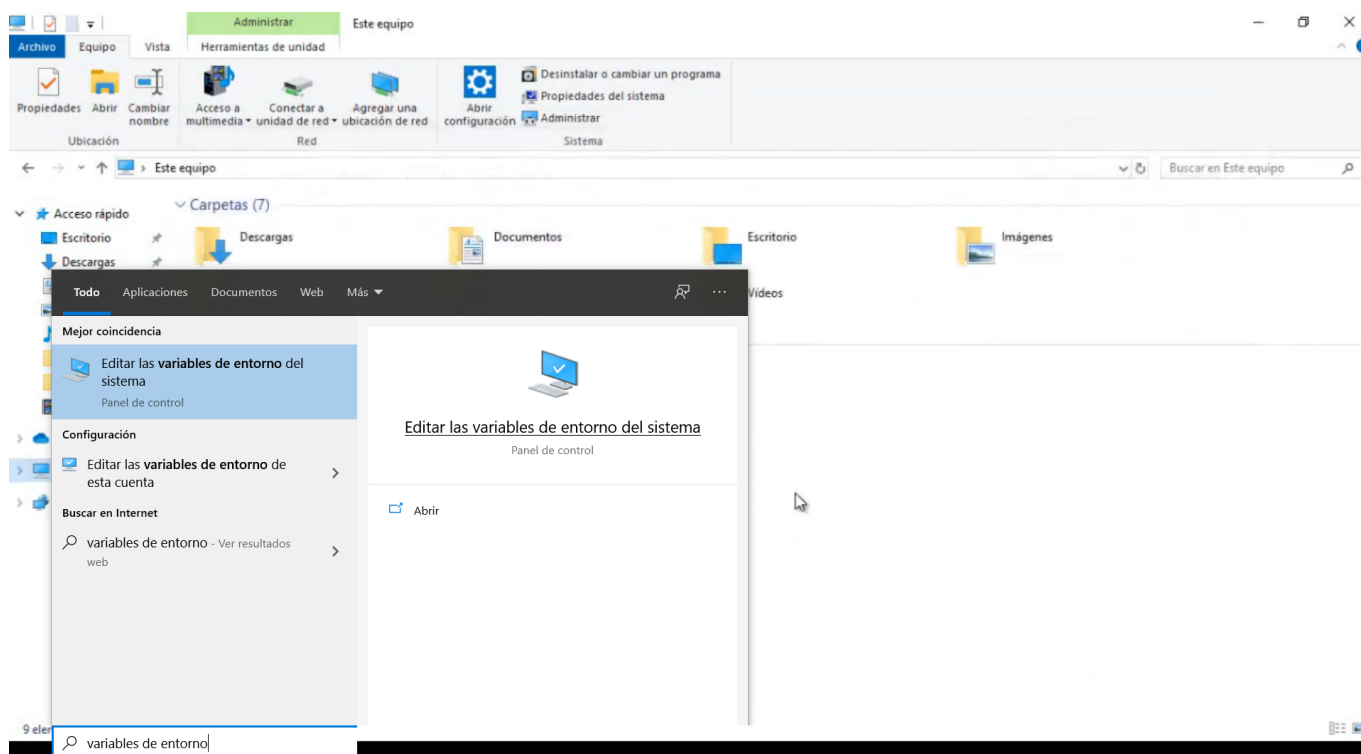 Administrar
Este equipo
Archivo
Equipo
Vista
Herramientas de unidad
Propiedades
Abrir
Cambiar
nombre
Ubicación
Acceso a
multimedia
Conectar a
unidad de red
Agregar una
ubicación de red
Red
Abrir
configuración
Desinstalar o cambiar un programa
Propiedades del sistema
Administrar
Sistema
Este equipo
Buscar en Este equipo
Acceso rápido
Escritorio
Descargas
Carpetas (7)
Descargas
Documentos
Escritorio
Imágenes
Vídeos
Todo
Aplicaciones
Documentos
Web
Más
Mejor coincidencia
Editar las variables de entorno del
sistema
Panel de control
Configuración
Editar las variables de entorno de
esta cuenta
Buscar en Internet
variables de entorno - Ver resultados
web
Editar las variables de entorno del sistema
Panel de control
Abrir
9 elem
variables de entorno